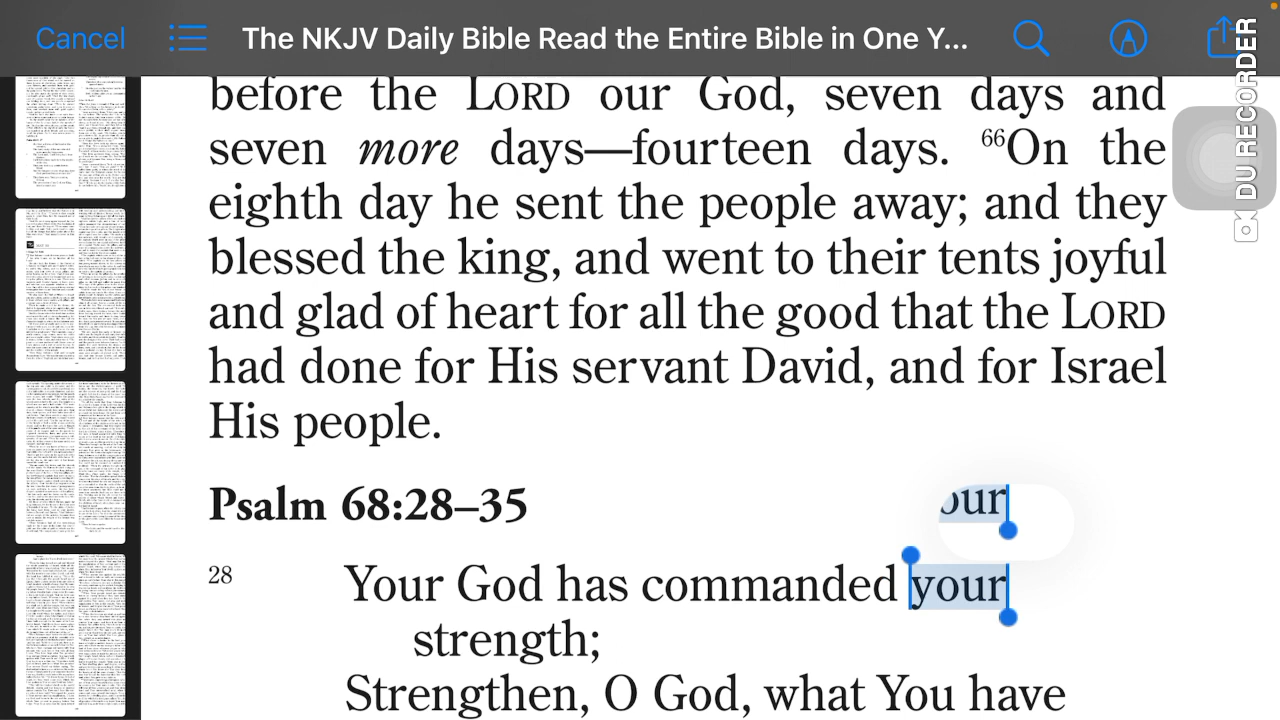 Cancel
The NKJV Daily Bible Read the Entire Bible in One Y...
DU RECORDER
before the LORD our God, seven days and
seven more days—fourteen days. 66On the
eighth day he sent the people away; and they
blessed the king, and went to their tents joyful
and glad of heart for all the good that the LORD
had done for His servant David, and for Israel
His people.
Psalm 68:28–35
our
28 Your God has commanded your
strength;
Strengthen, O God, what You have